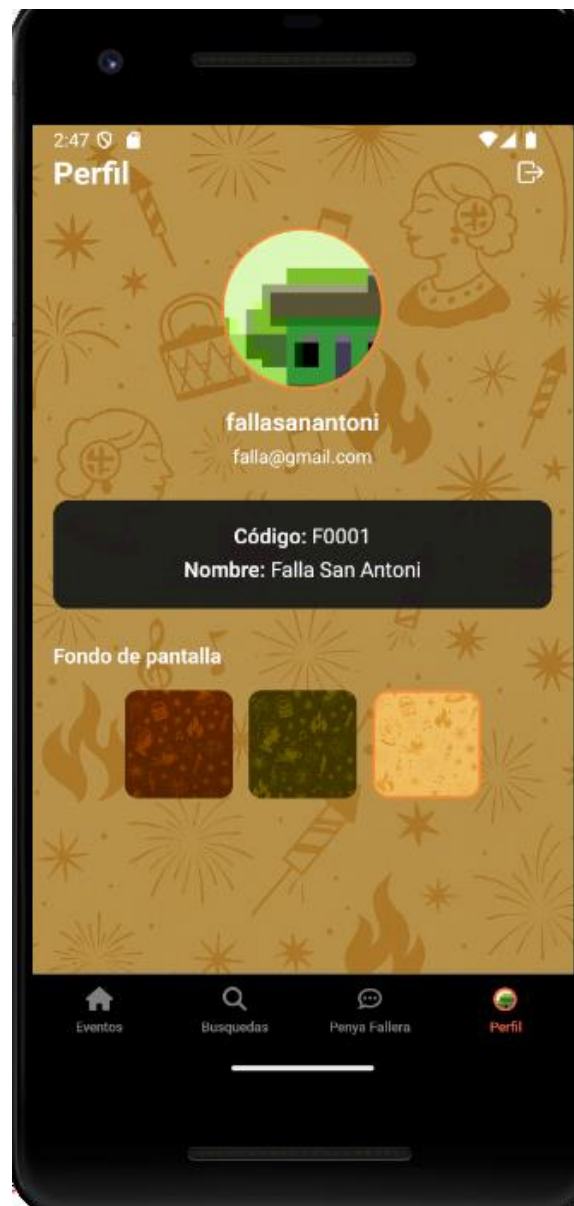 2:47
Perfil
fallasanantoni
falla@gmail.com
Código: F0001
Nombre: Falla San Antoni
Fondo de pantalla
Eventos
Busquedas
Penya Fallera
Perfil